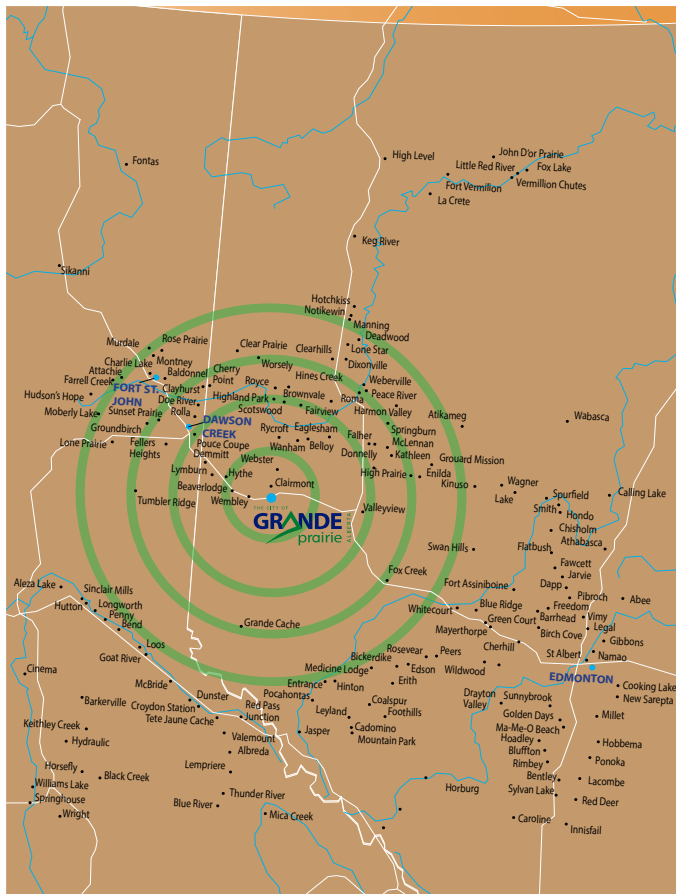 Fontas
High Level
John D'or Prairie
Little Red River
Fox Lake
Fort Vermilion
Vermillion Chutes
La Crete
Keg River
Sikanni
Hotchkiss
Notikewin
Manning
Deadwood
Murdale
Rose Prairie
Clear Prairie
Clearhills
Lone Star
Charlie Lake
Montney
Worsely
Dixonville
Attachie
Baldonnel
Cherry
Point
Hines Creek
Weberville
Farrell Creek
FORT ST.
JOHN
Clayhurst
Royce
Peace River
Hudson's Hope
Doe River
Highland Park
Brownvale
Roma
Moberly Lake
Sunset Prairie
Rolla
Scotswood
Fairview
Harmon Valley
Atikameg
Wabasca
Groundbirch
DAWSON
CREEK
Rycroft
Eaglesham
Falher
Springburn
McLennen
Lone Prairie
Fellers
Heights
Pouce Coupe
Demmitt
Wanham
Belloy
Donnelly
Kathleen
Grouard Mission
Webster
Lymburn
Hythe
High Prairie
Enilda
Beaverlodge
Clairmont
Kinuso
Wagner
Lake
Spurfield
Calling Lake
Tumbler Ridge
Wembley
THE CITY OF
GRANDE
prairie
ALBERTA
Valleyview
Smith
Hondo
Chisholm
Swan Hills
Flatbush
Athabasca
Fawcett
Jarvie
Aleza Lake
Sinclair Mills
Fox Creek
Fort Assiniboine
Dapp
Pibroch
Abee
Hutton
Longworth
Penny
Bend
Grande Cache
Whitecourt
Blue Ridge
Freedom
Green Court
Barrhead
Vimy
Mayerthorpe
Birch Cove
Legal
Loos
Goat River
Rosevear
Peers
Cherhill
Gibbons
Bickerdike
St Albert
Namao
Cinema
McBride
Medicine Lodge
Edson
Wildwood
EDMONTON
Entrance
Hinton
Erith
Cooking Lake
Barkerville
Dunster
Pocahontas
Drayton
Valley
Sunnybrook
New Sarepta
Croydon Station
Red Pass
Junction
Leyland
Coalspur
Foothills
Golden Days
Millet
Keithley Creek
Tete Jaune Cache
Valemount
Jasper
Cadomino
Mountain Park
Ma-Me-O Beach
Hydraulic
Albreda
Hoadley
Hobbema
Bluffton
Ponoka
Horsefly
Black Creek
Lempriere
Rimbey
Williams Lake
Horburg
Bentley
Lacombe
Springhouse
Thunder River
Sylvan Lake
Red Deer
Wright
Blue River
Mica Creek
Caroline
Innisfail